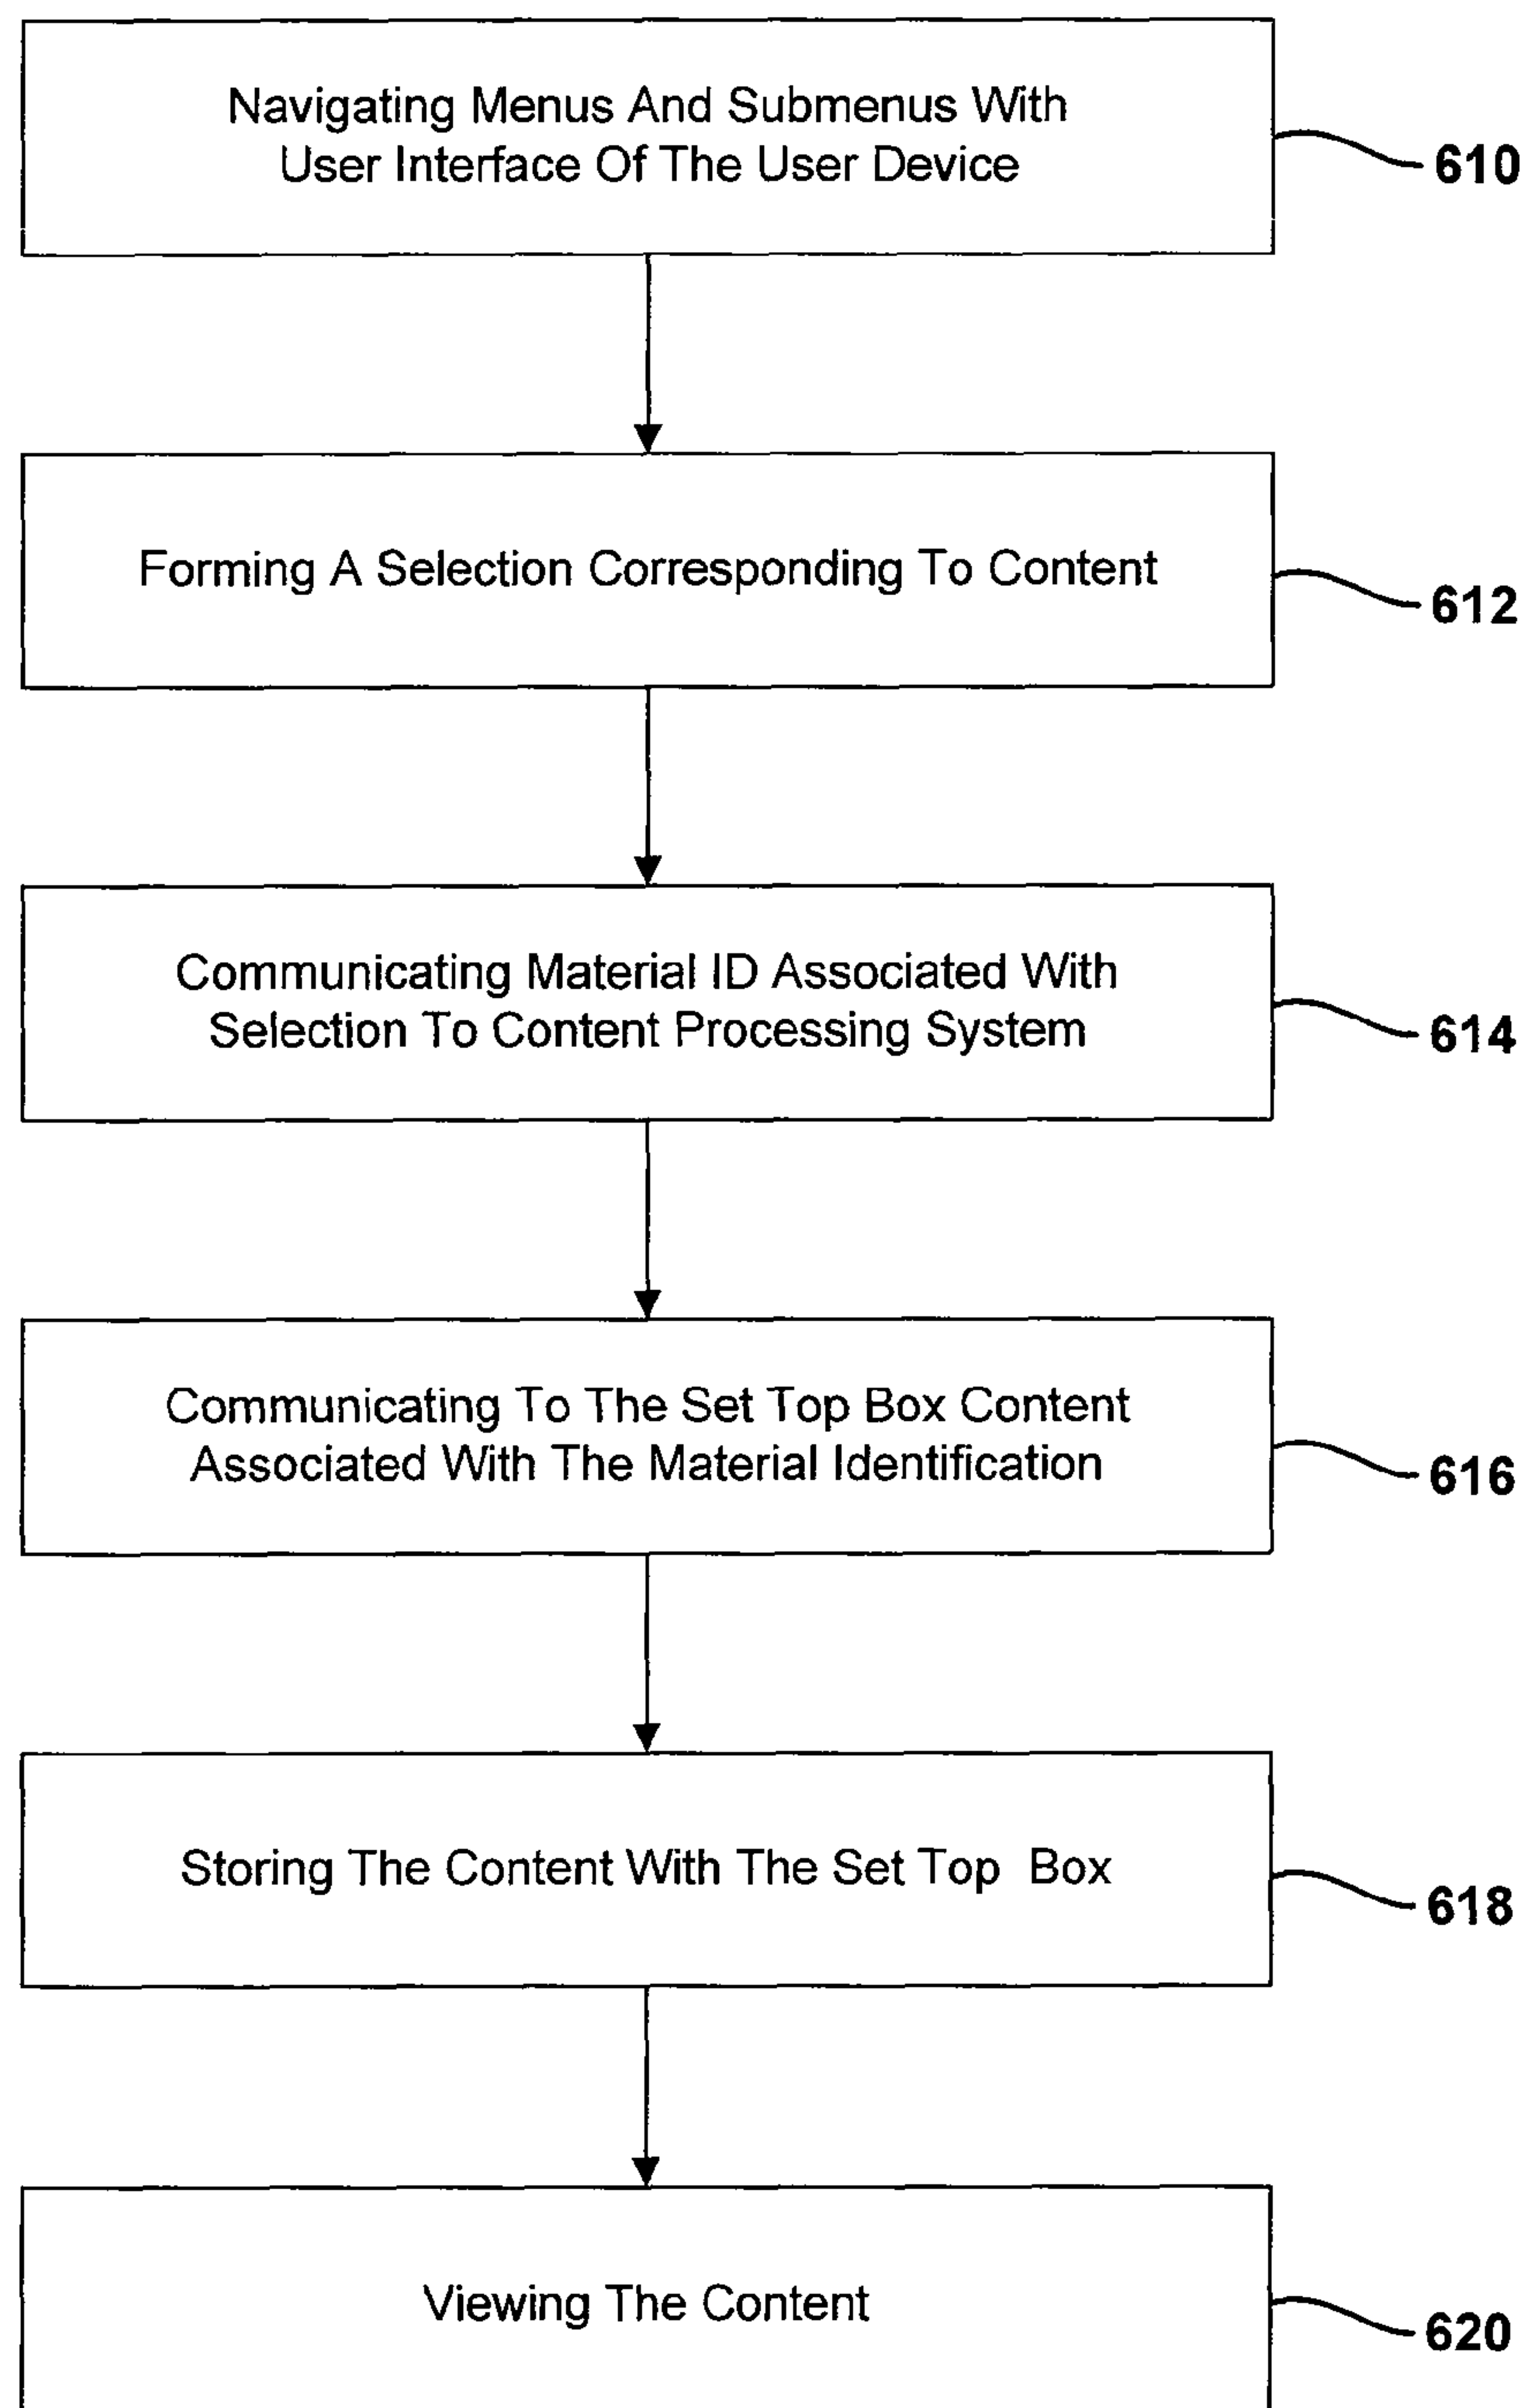 Navigating Menus And Submenus With
User Interface Of The User Device
610
Forming A Selection Corresponding To Content
612
Communicating Material ID Associated With
Selection To Content Processing System
614
Communicating To The Set Top Box Content
Associated With The Material Identification
616
Storing The Content With The Set Top Box
618
Viewing The Content
620